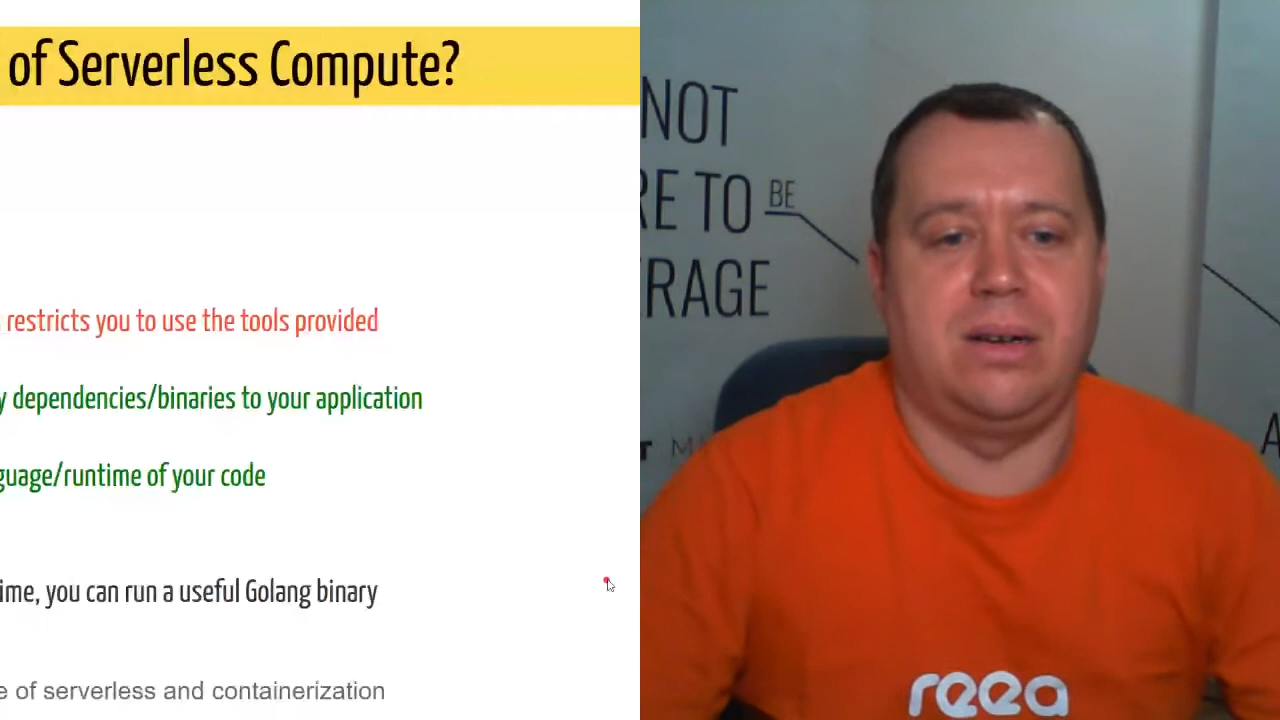 of Serverless Compute?
restricts you to use the tools provided
y dependencies/binaries to your application
guage/runtime of your code
ime, you can run a useful Golang binary
e of serverless and containerization
NOT
RE TO BE
RAGE
reea